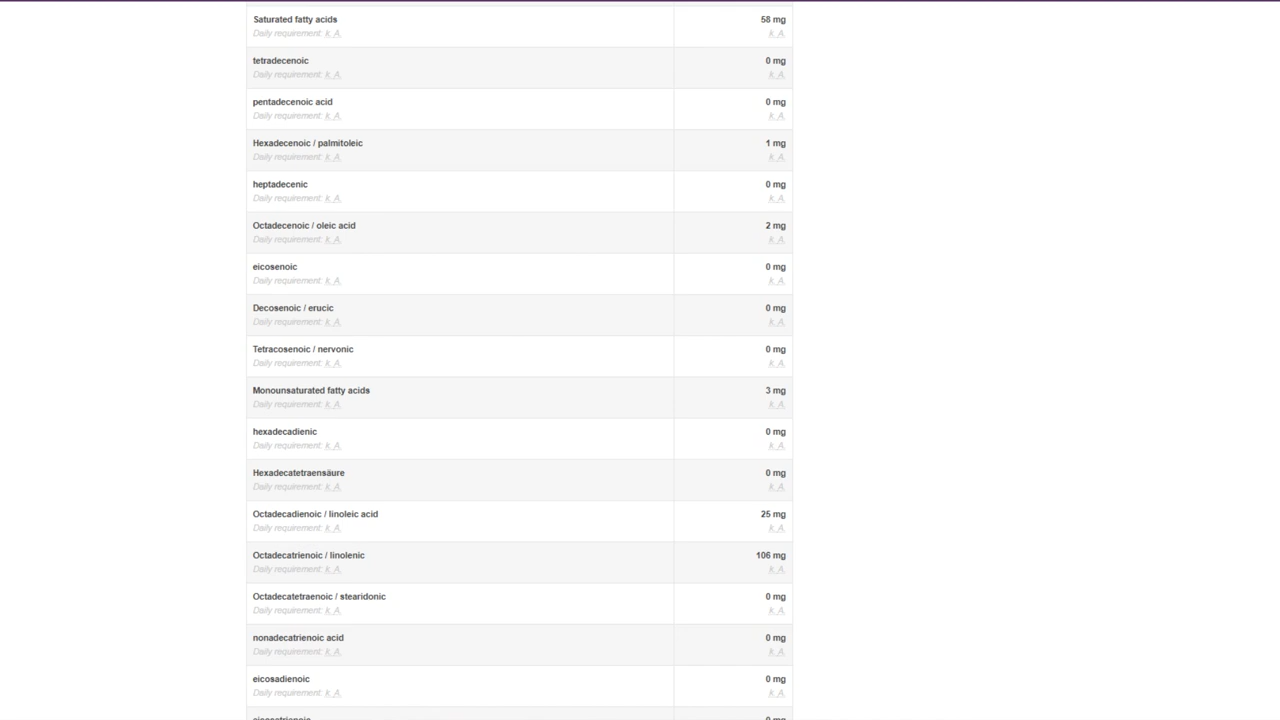 Saturated fatty acids 58 mg
Daily requirement: k. A. k. A.
tetradecenoic 0 mg
Daily requirement: k. A. k. A.
pentadecenoic acid 0 mg
Daily requirement: k. A. k. A.
Hexadecenoic / palmitoleic 1 mg
Daily requirement: k. A. k. A.
heptadecenic 0 mg
Daily requirement: k. A. k. A.
Octadecenoic / oleic acid 2 mg
Daily requirement: k. A. k. A.
eicosenoic 0 mg
Daily requirement: k. A. k. A.
Decosenoic / erucic 0 mg
Daily requirement: k. A. k. A.
Tetracosenoic / nervonic 0 mg
Daily requirement: k. A. k. A.
Monounsaturated fatty acids 3 mg
Daily requirement: k. A. k. A.
hexadecadienic 0 mg
Daily requirement: k. A. k. A.
Hexadecatetraensäure 0 mg
Daily requirement: k. A. k. A.
Octadecadienoic / linoleic acid 25 mg
Daily requirement: k. A. k. A.
Octadecatrienoic / linolenic 106 mg
Daily requirement: k. A. k. A.
Octadecatetraenoic / stearidonic 0 mg
Daily requirement: k. A. k. A.
nonadecatrienoic acid 0 mg
Daily requirement: k. A. k. A.
eicosadienoic 0 mg
Daily requirement: k. A. k. A.